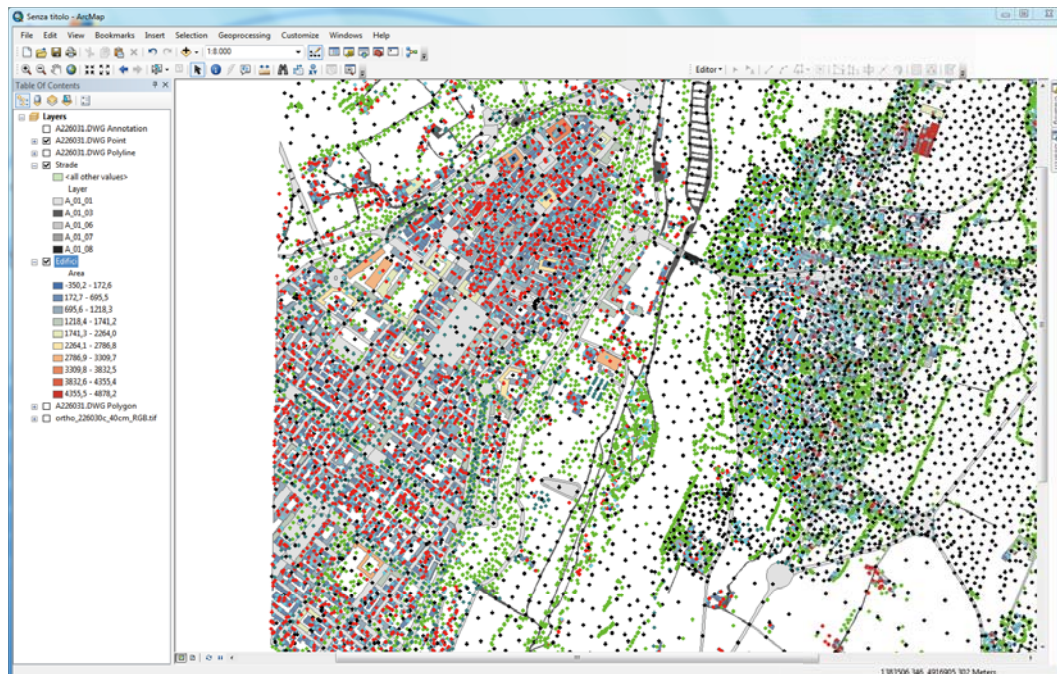 Senza titolo - ArcMap
File Edit View Bookmarks Insert Selection Geoprocessing Customize Windows Help
1:8.000
Editor
Table Of Contents
Layers
A226031.DWG Annotation
A226031.DWG Point
A226031.DWG Polyline
Strade
<all other values>
Layer
A_01_01
A_01_03
A_01_06
A_01_07
A_01_08
Edifici
Area
-350,2 - 172,6
172,7 - 695,5
695,6 - 1218,3
1218,4 - 1741,2
1741,3 - 2264,0
2264,1 - 2786,8
2786,9 - 3309,7
3309,8 - 3832,5
3832,6 - 4355,4
4355,5 - 4878,2
A226031.DWG Polygon
ortho_226030c_40cm_RGB.tif
1383506,346 4916905,302 Meters